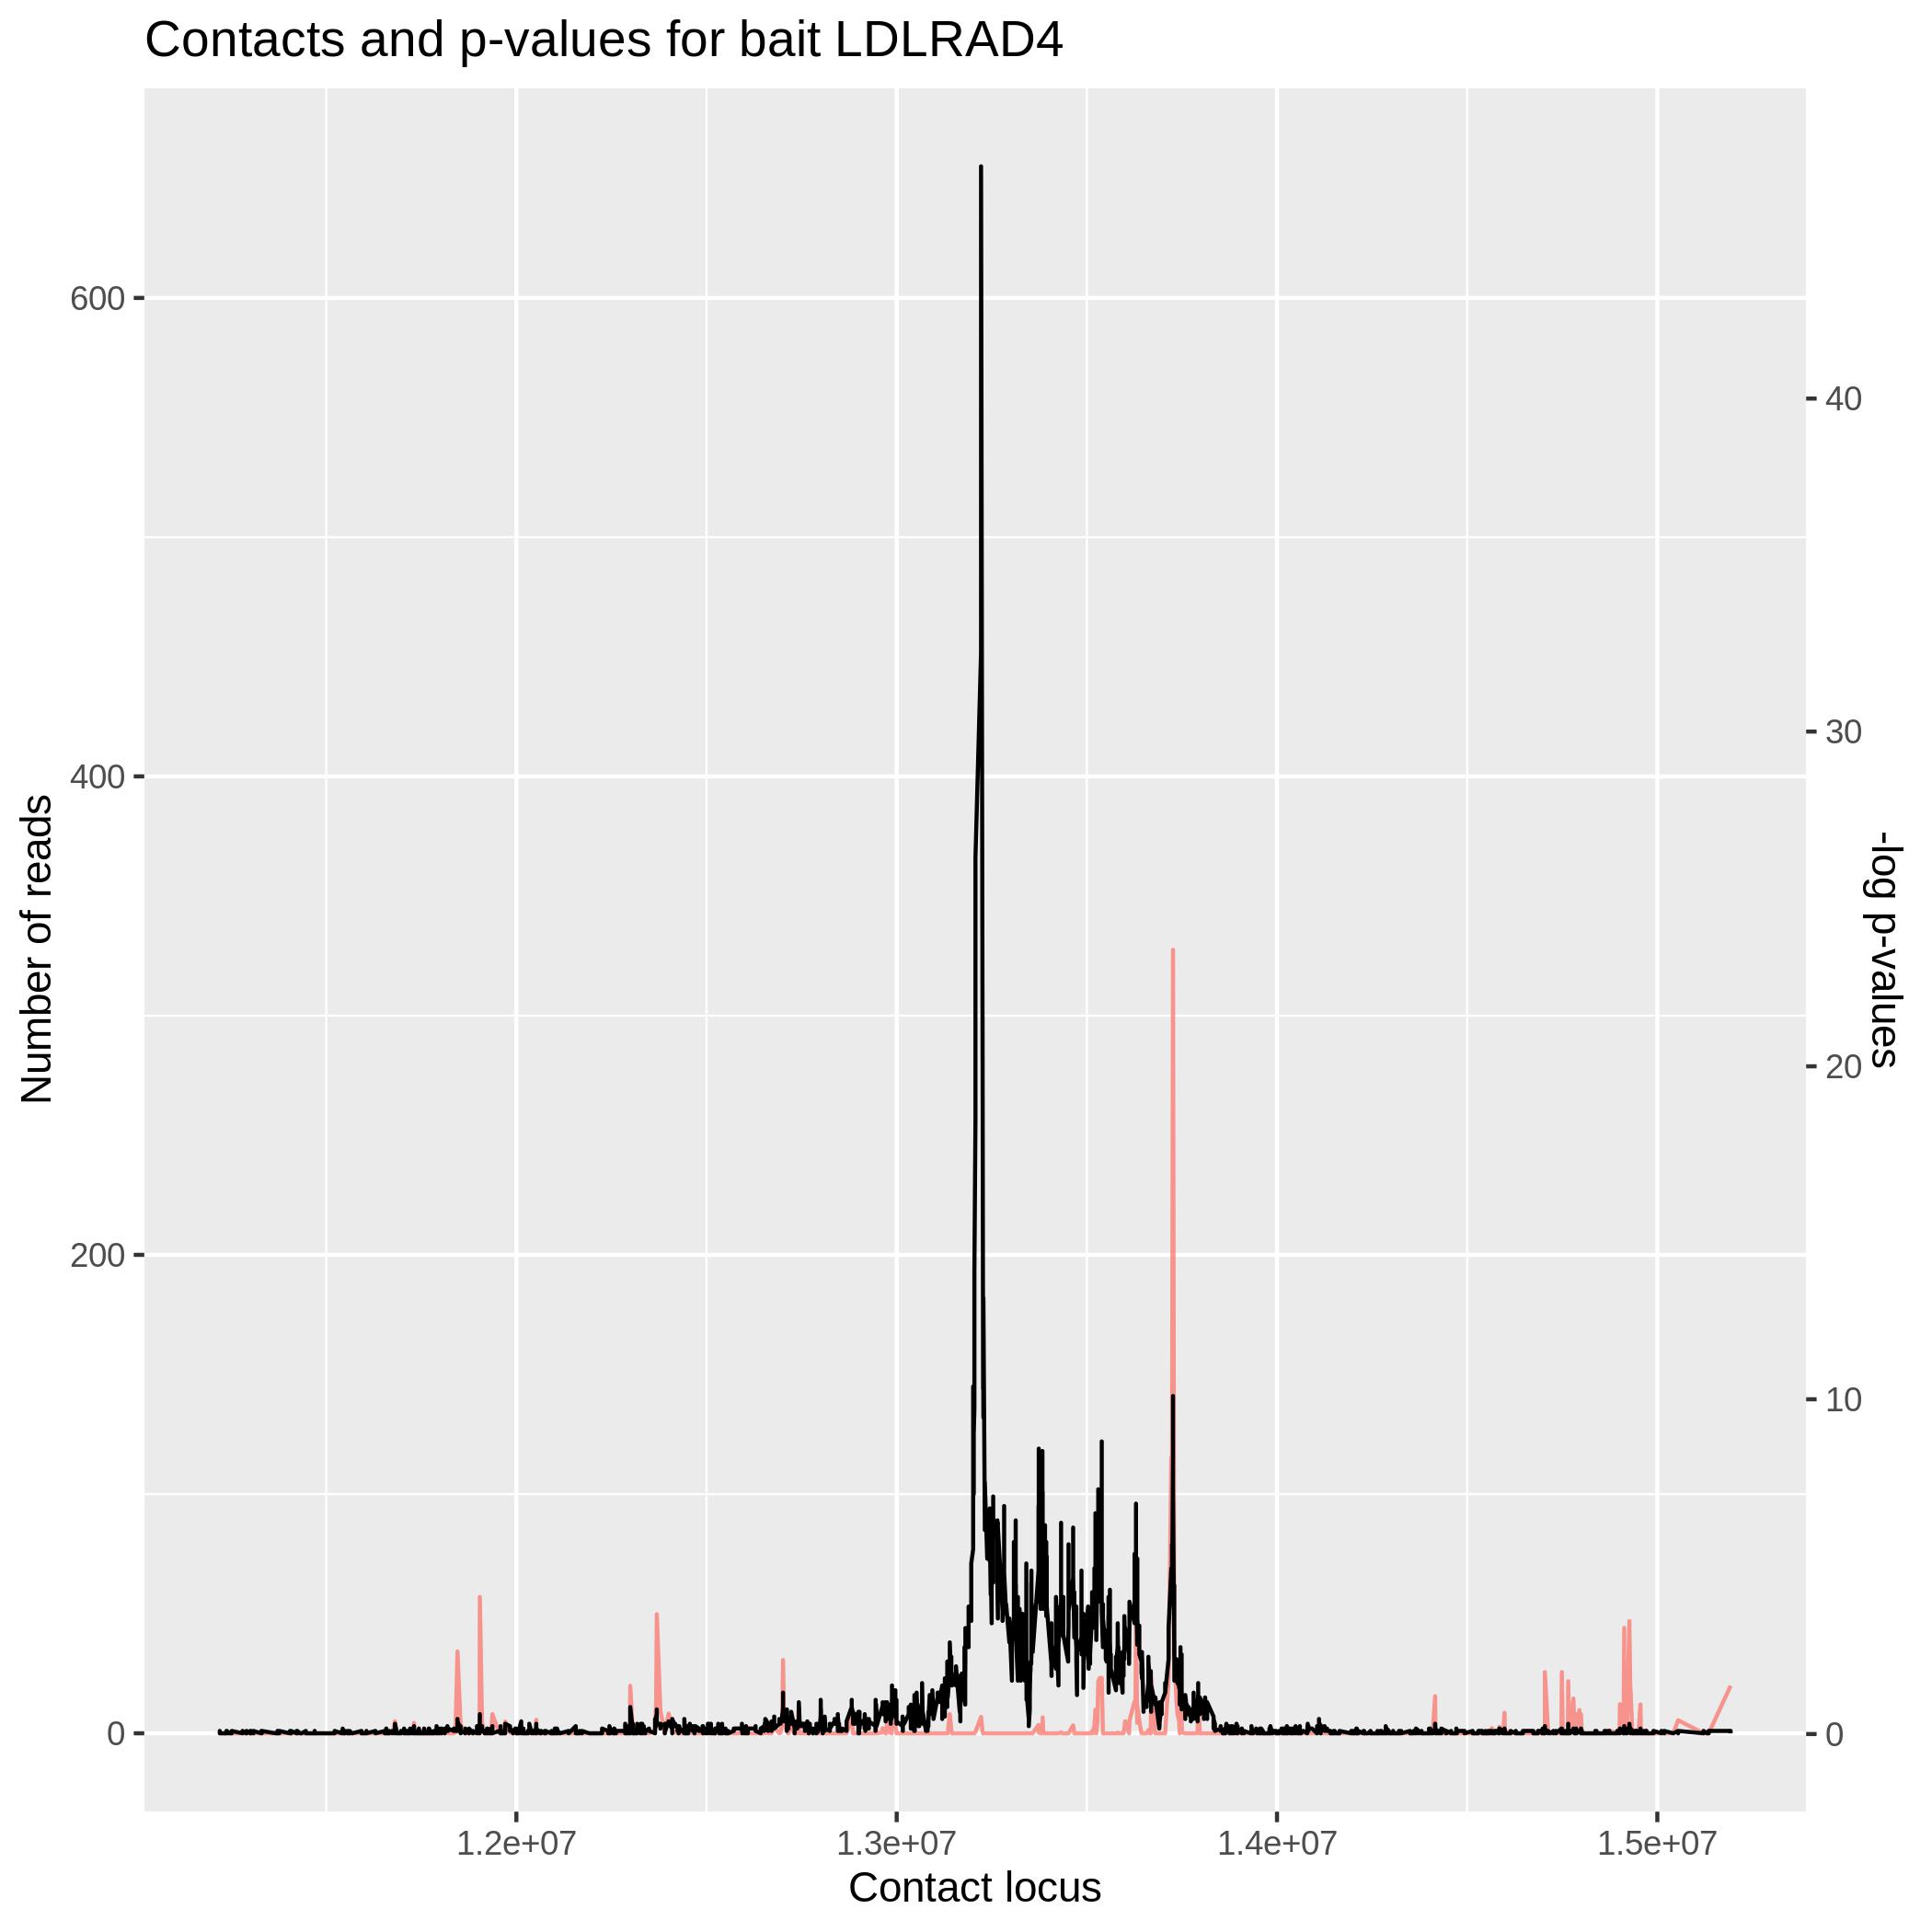 Contacts and p-values for bait LDLRAD4
Number of reads
600
400
200
0
40
30
20
10
0
-log p-values
1.2e+07
1.3e+07
1.4e+07
1.5e+07
Contact locus